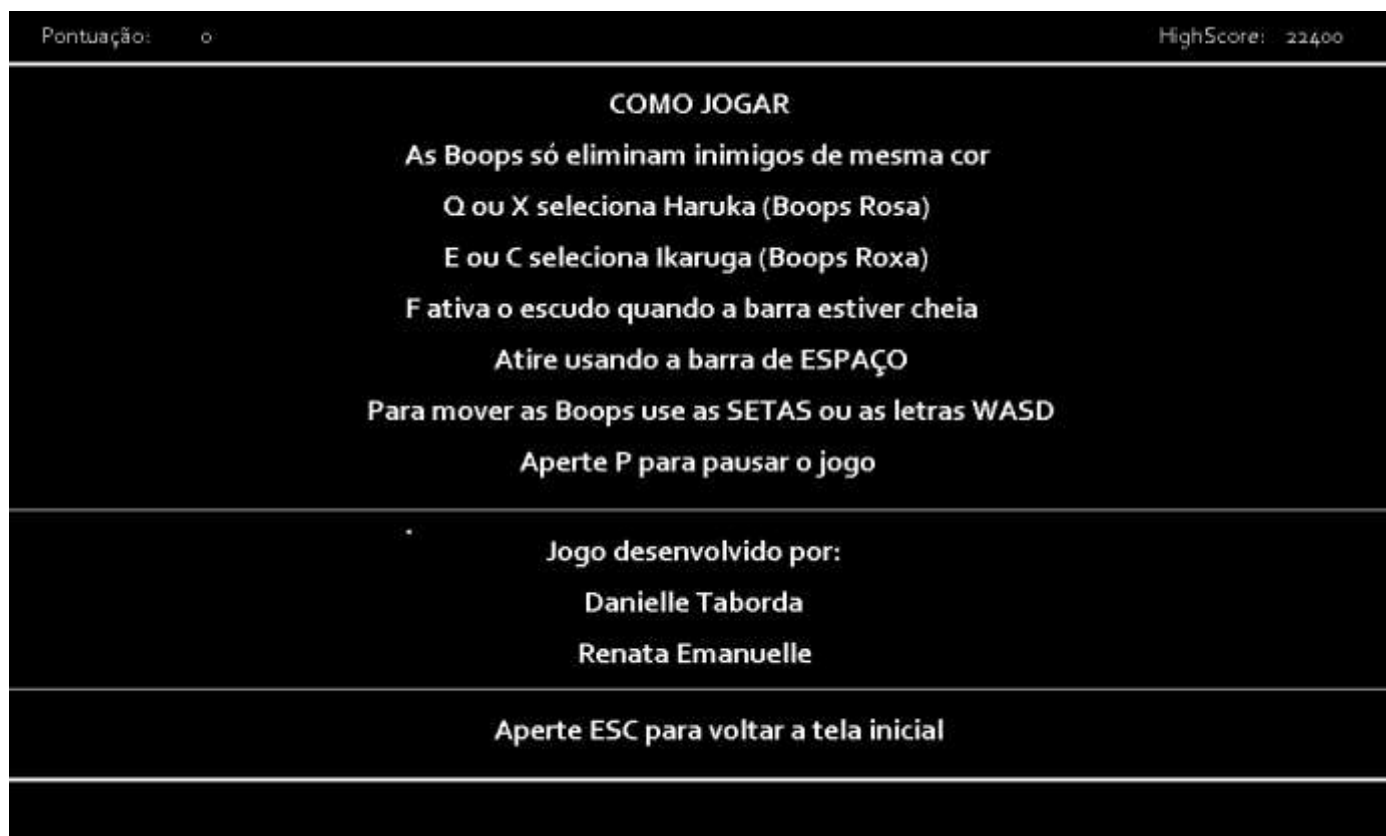 Pontuação: 0 HighScore: 22400
COMO JOGAR
As Boops só eliminam inimigos de mesma cor
Q ou X seleciona Haruka (Boops Rosa)
E ou C seleciona Ikaruga (Boops Roxa)
F ativa o escudo quando a barra estiver cheia
Atire usando a barra de ESPAÇO
Para mover as Boops use as SETAS ou as letras WASD
Aperte P para pausar o jogo
Jogo desenvolvido por:
Danielle Taborda
Renata Emanuelle
Aperte ESC para voltar a tela inicial